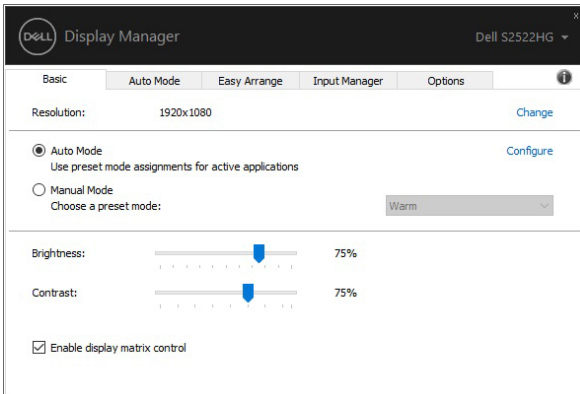 DELL Display Manager
Dell S2522HG
x
Basic Auto Mode Easy Arrange Input Manager Options
Resolution: 1920x1080 Change
Auto Mode Configure
Use preset mode assignments for active applications
Manual Mode
Choose a preset mode: Warm
Brightness: 75%
Contrast: 75%
Enable display matrix control